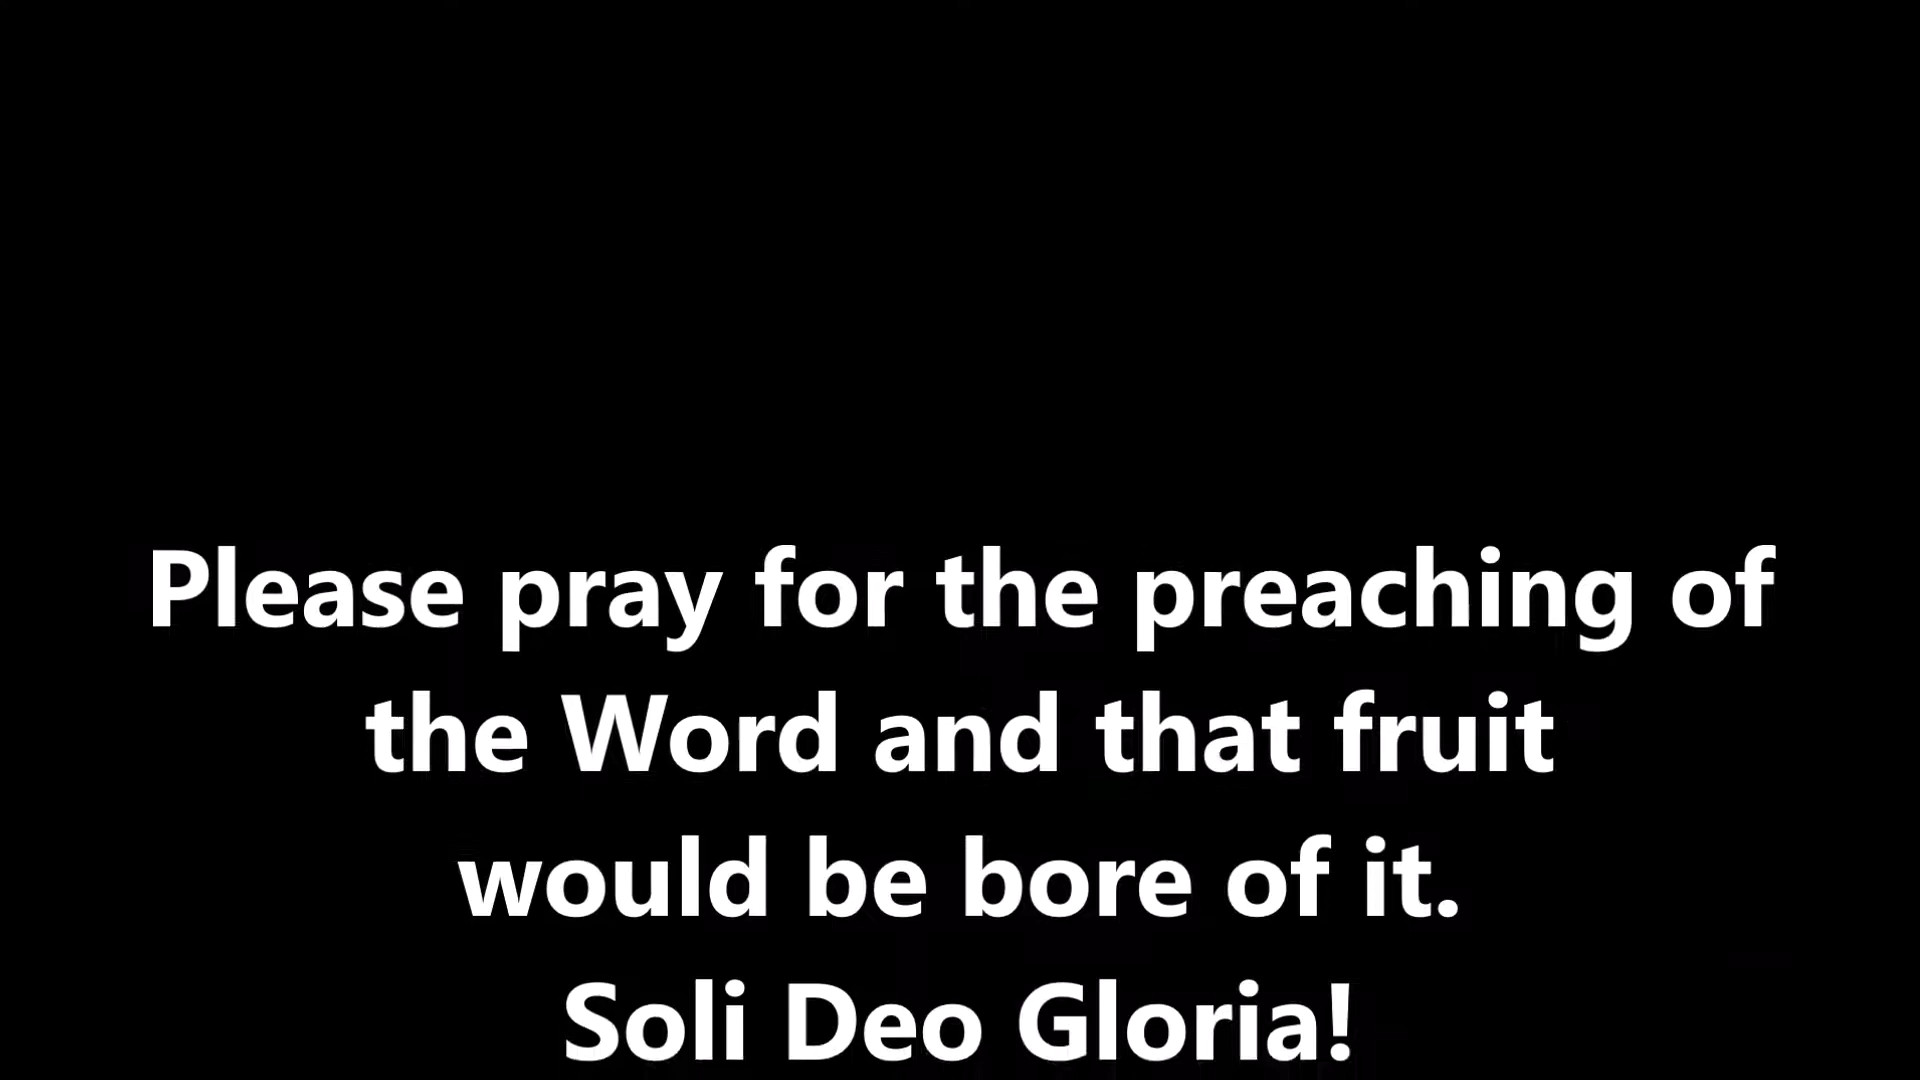 Please pray for the preaching of
the Word and that fruit
would be bore of it.
Soli Deo Gloria!